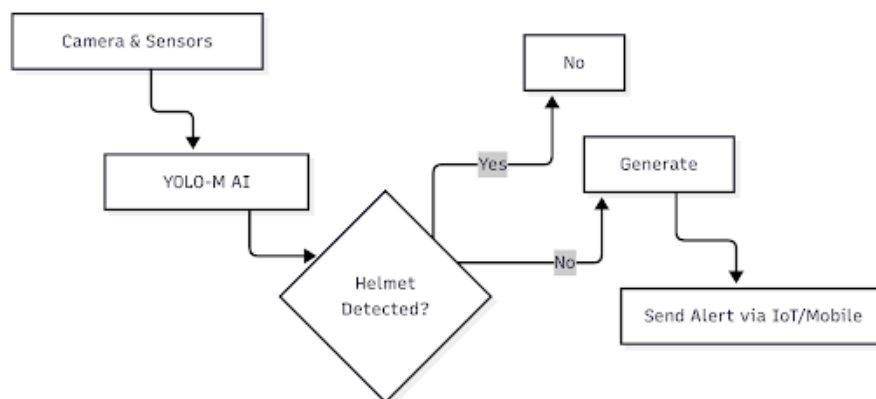 Camera & Sensors
No
YOLO-M AI
Yes
Generate
No
Helmet
Detected?
Send Alert via IoT/Mobile